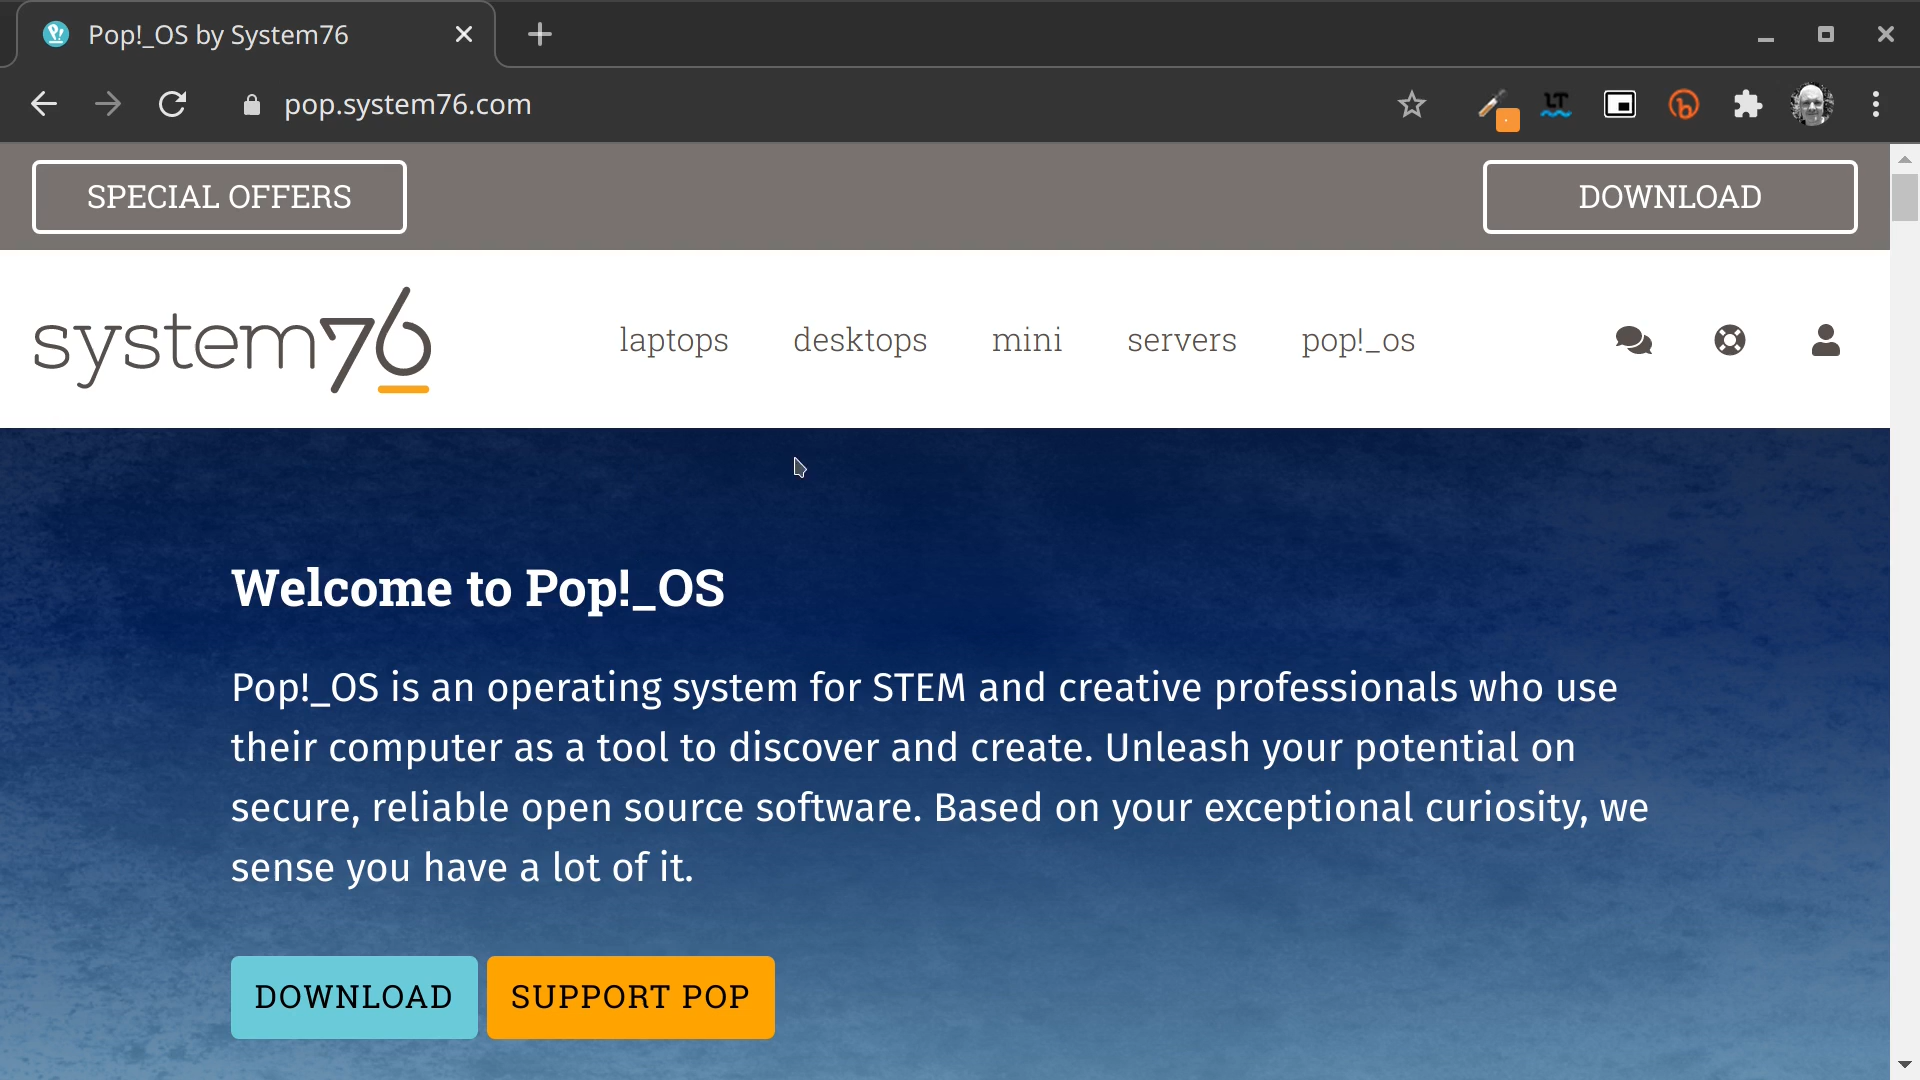 Pop!_OS by System76
pop.system76.com
LT
SPECIAL OFFERS
DOWNLOAD
system76
laptops desktops mini servers pop!_os
Welcome to Pop!_OS
Pop!_OS is an operating system for STEM and creative professionals who use
their computer as a tool to discover and create. Unleash your potential on
secure, reliable open source software. Based on your exceptional curiosity, we
sense you have a lot of it.
DOWNLOAD
SUPPORT POP